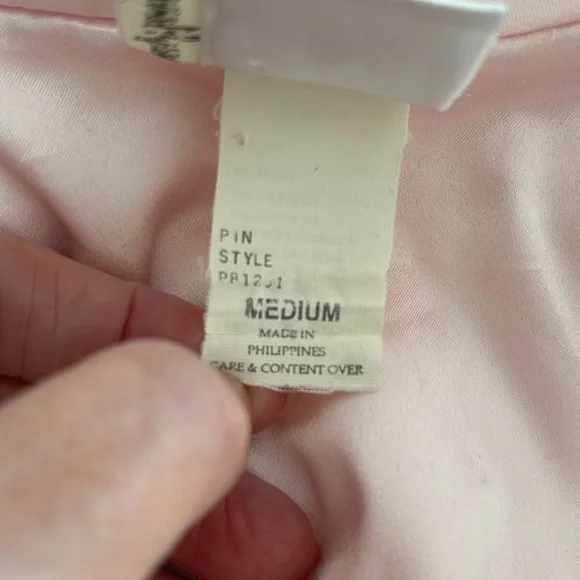 PIN
STYLE
MEDIUM
MADE IN
PHILIPPINES
CARE & CONTENT OVER